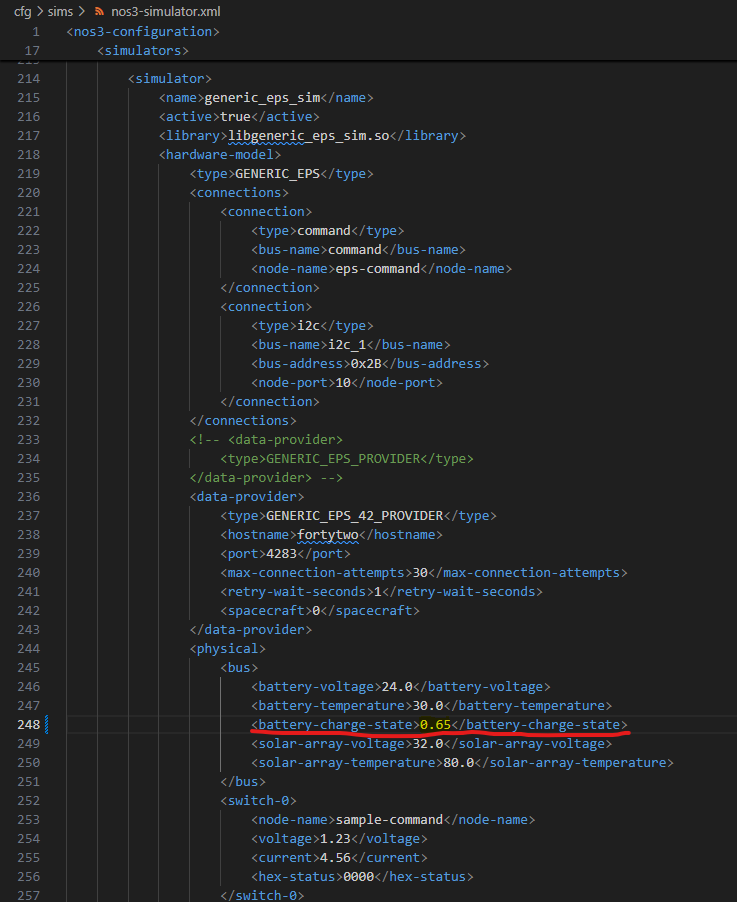 cfg > sims > nos3-simulator.xml
1 <nos3-configuration>
17 <simulators>
214 <simulator>
215 <name>generic_eps_sim</name>
216 <active>true</active>
217 <library>libgeneric_eps_sim.so</library>
218 <hardware-model>
219 <type>GENERIC_EPS</type>
220 <connections>
221 <connection>
222 <type>command</type>
223 <bus-name>command</bus-name>
224 <node-name>eps-command</node-name>
225 </connection>
226 <connection>
227 <type>i2c</type>
228 <bus-name>i2c_1</bus-name>
229 <bus-address>0x2B</bus-address>
230 <node-port>10</node-port>
231 </connection>
232 </connections>
233 <!-- <data-provider>
234 <type>GENERIC_EPS_PROVIDER</type>
235 </data-provider> -->
236 <data-provider>
237 <type>GENERIC_EPS_42_PROVIDER</type>
238 <hostname>fortytwo</hostname>
239 <port>4283</port>
240 <max-connection-attempts>30</max-connection-attempts>
241 <retry-wait-seconds>1</retry-wait-seconds>
242 <spacecraft>0</spacecraft>
243 </data-provider>
244 <physical>
245 <bus>
246 <battery-voltage>24.0</battery-voltage>
247 <battery-temperature>30.0</battery-temperature>
248 <battery-charge-state>0.65</battery-charge-state>
249 <solar-array-voltage>32.0</solar-array-voltage>
250 <solar-array-temperature>80.0</solar-array-temperature>
251 </bus>
252 <switch-0>
253 <node-name>sample-command</node-name>
254 <voltage>1.23</voltage>
255 <current>4.56</current>
256 <hex-status>0000</hex-status>
257 </switch-0>